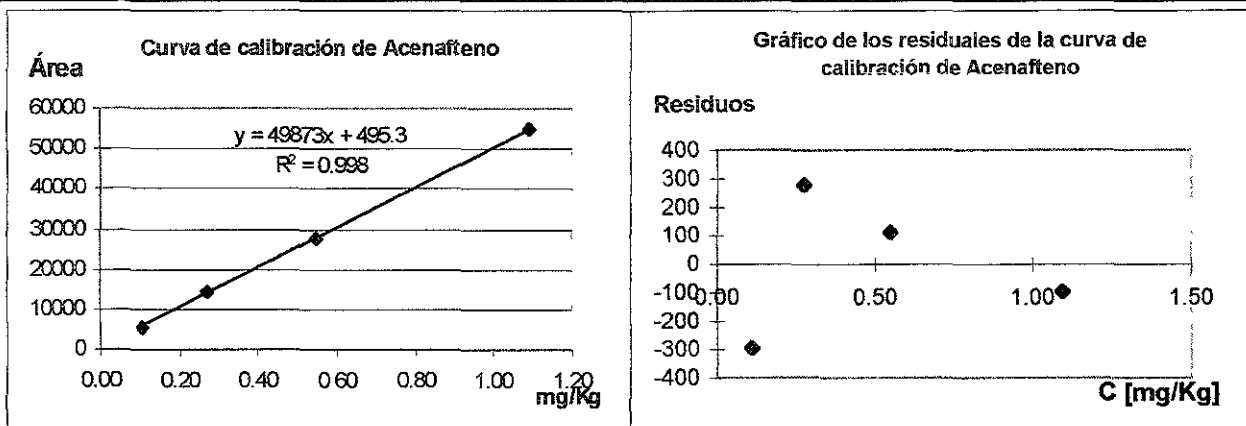 Curva de calibración de Acenafteno
Área
60000
50000
40000
30000
20000
10000
0
y = 49873x + 495.3
R² = 0.998
0.00 0.20 0.40 0.60 0.80 1.00 1.20
mg/Kg
Gráfico de los residuales de la curva de
calibración de Acenafteno
Residuos
400
300
200
100
0
-100
-200
-300
-400
0.00 0.50 1.00 1.50
C [mg/Kg]